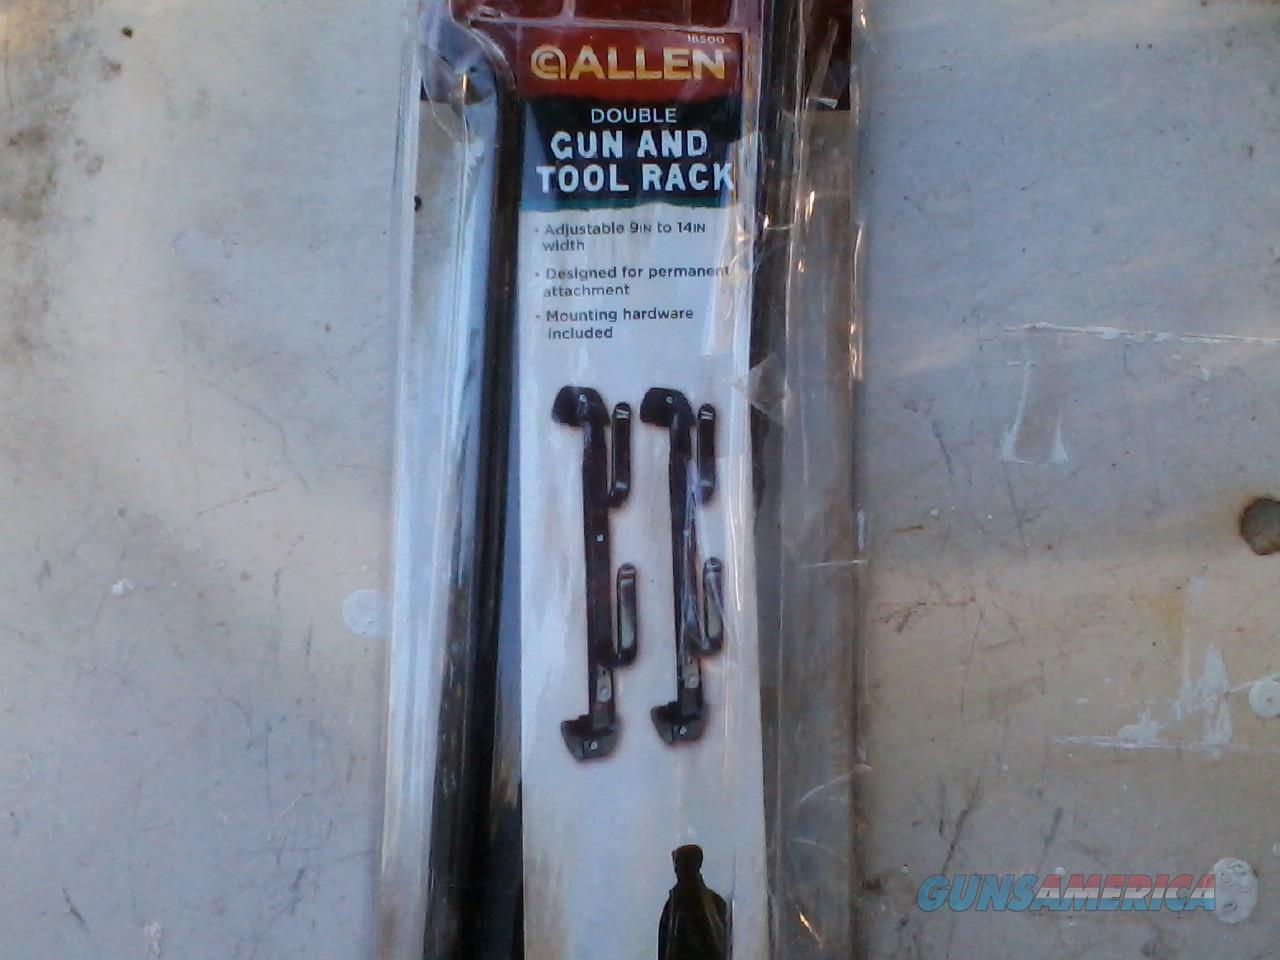 18500
ALLEN
DOUBLE
GUN AND
TOOL RACK
• Adjustable 9IN to 14IN
width
• Designed for permanent
attachment
• Mounting hardware
included
GUNSAMERICA